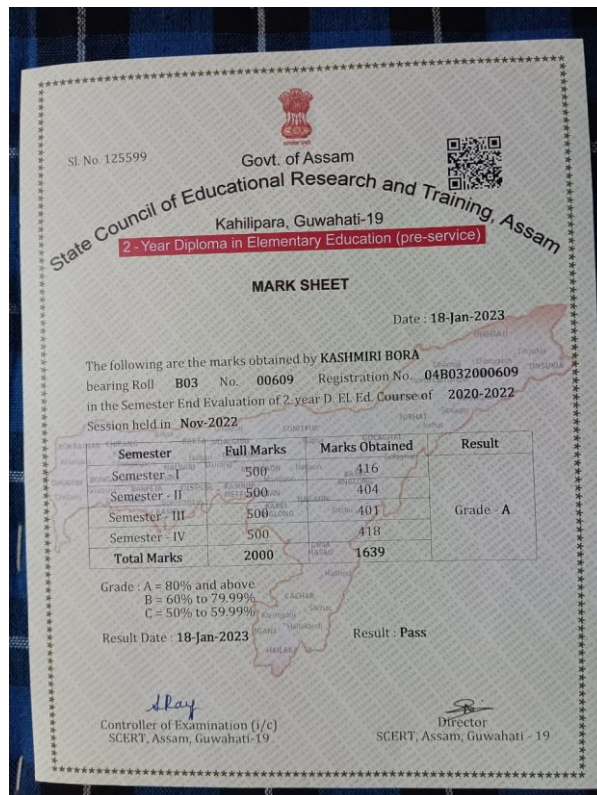 Sl. No. 125599
Govt. of Assam
State Council of Educational Research and Training, Assam
Kahilipara, Guwahati-19
2 - Year Diploma in Elementary Education (pre-service)
MARK SHEET
Date : 18-Jan-2023
The following are the marks obtained by KASHMIRI BORA
bearing Roll B03 No. 00609 Registration No. 04B032000609
in the Semester End Evaluation of 2 year D. El. Ed. Course of 2020-2022
Session held in Nov-2022
Semester Full Marks Marks Obtained Result
Semester - I 500 416
Semester - II 500 404
Semester - III 500 401 Grade - A
Semester - IV 500 418
Total Marks 2000 1639
Grade : A = 80% and above
B = 60% to 79.99%
C = 50% to 59.99%
Result Date : 18-Jan-2023 Result : Pass
Controller of Examination (i/c) Director
SCERT, Assam, Guwahati-19 SCERT, Assam, Guwahati - 19